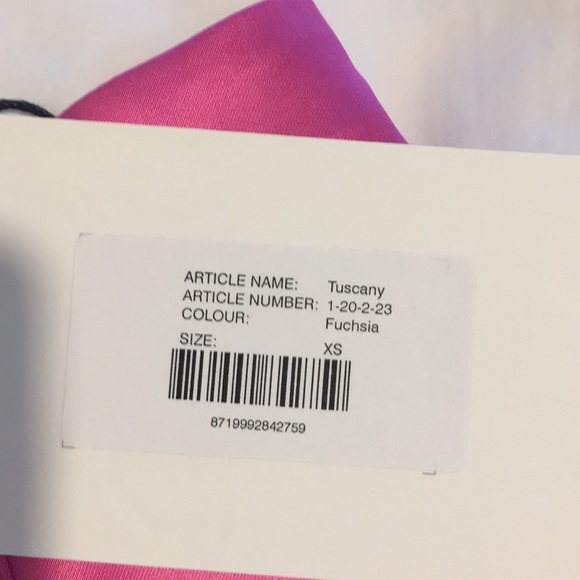 ARTICLE NAME: Tuscany
ARTICLE NUMBER: 1-20-2-23
COLOUR: Fuchsia
SIZE: XS
8719992842759